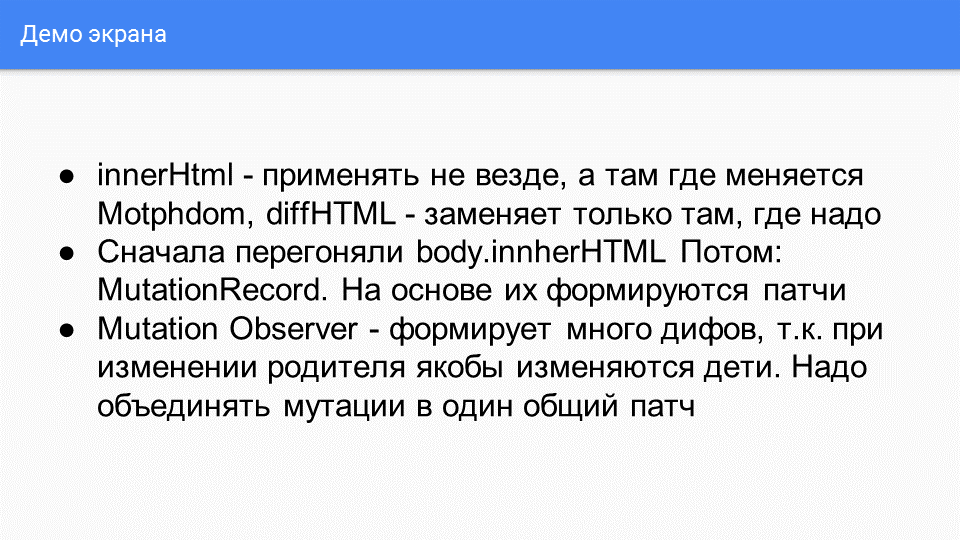 Демо экрана
● innerHtml - применять не везде, а там где меняется
Motphdom, diffHTML - заменяет только там, где надо
● Сначала перегоняли body.innherHTML Потом:
MutationRecord. На основе их формируются патчи
● Mutation Observer - формирует много дифов, т.к. при
изменении родителя якобы изменяются дети. Надо
объединять мутации в один общий патч